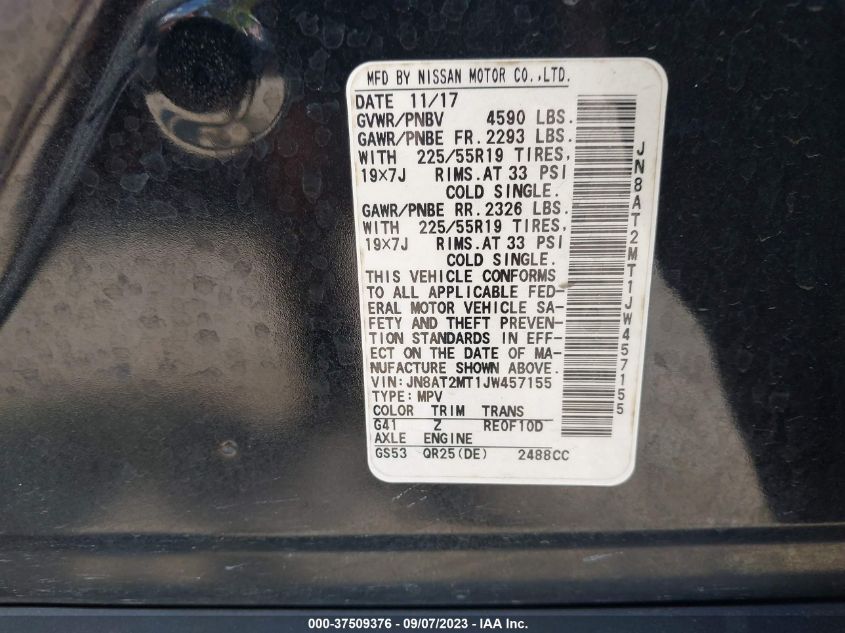 MFD BY NISSAN MOTOR CO.,LTD.
DATE 11/17
GVWR/PNBV 4590 LBS.
GAWR/PNBE FR. 2293 LBS.
WITH 225/55R19 TIRES,
19×7J RIMS.AT 33 PSI
COLD SINGLE.
GAWR/PNBE RR. 2326 LBS.
WITH 225/55R19 TIRES,
19×7J RIMS.AT 33 PSI
COLD SINGLE.
THIS VEHICLE CONFORMS
TO ALL APPLICABLE FED-
ERAL MOTOR VEHICLE SA-
FETY AND THEFT PREVEN-
TION STANDARDS IN EFF-
ECT ON THE DATE OF MA-
NUFACTURE SHOWN ABOVE.
VIN:JN8AT2MT1JW457155
TYPE:MPV
COLOR TRIM TRANS
G41 Z RE0F10D
AXLE ENGINE
GS53 QR25(DE) 2488CC
JN8AT2MT1JW457155
000-37509376 - 09/07/2023 - IAA Inc.